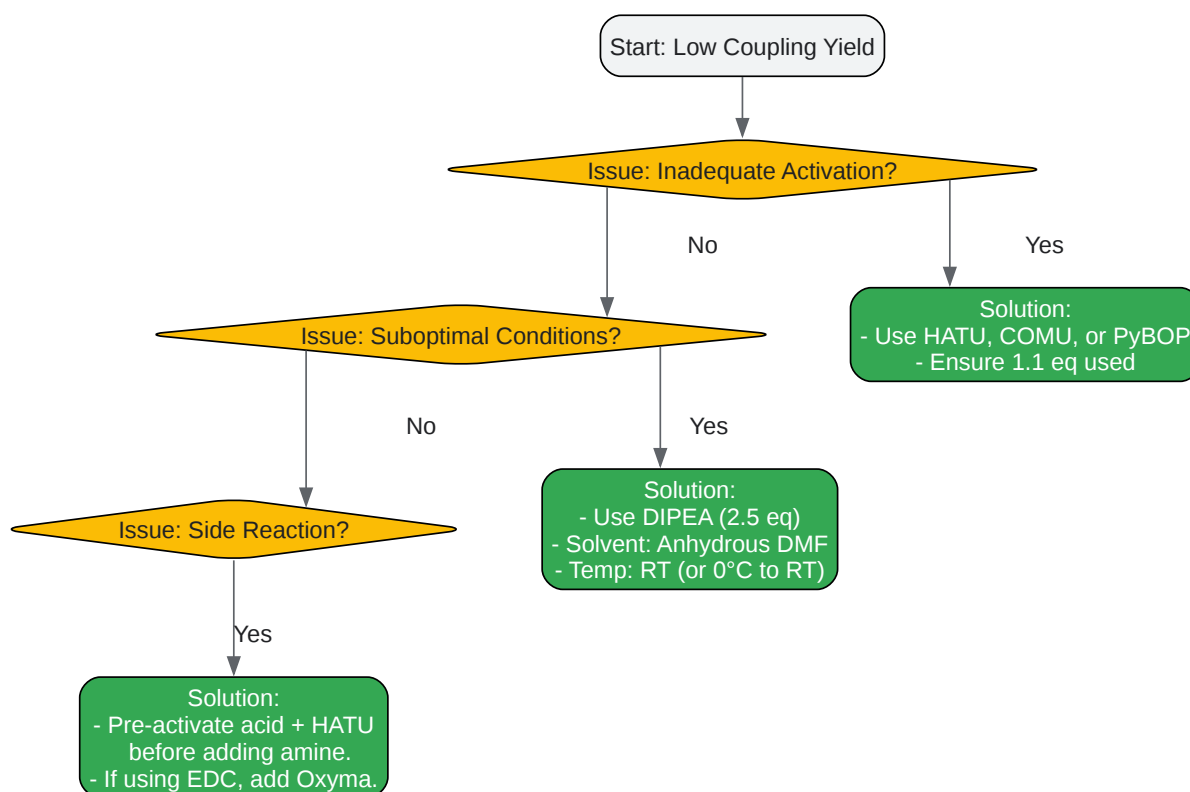 Start: Low Coupling Yield
Issue: Inadequate Activation?
No
Yes
Solution:
- Use HATU, COMU, or PyBOP
- Ensure 1.1 eq used
Issue: Suboptimal Conditions?
No
Yes
Solution:
- Use DIPEA (2.5 eq)
- Solvent: Anhydrous DMF
- Temp: RT (or 0°C to RT)
Issue: Side Reaction?
Yes
Solution:
- Pre-activate acid + HATU
before adding amine.
- If using EDC, add Oxyma.